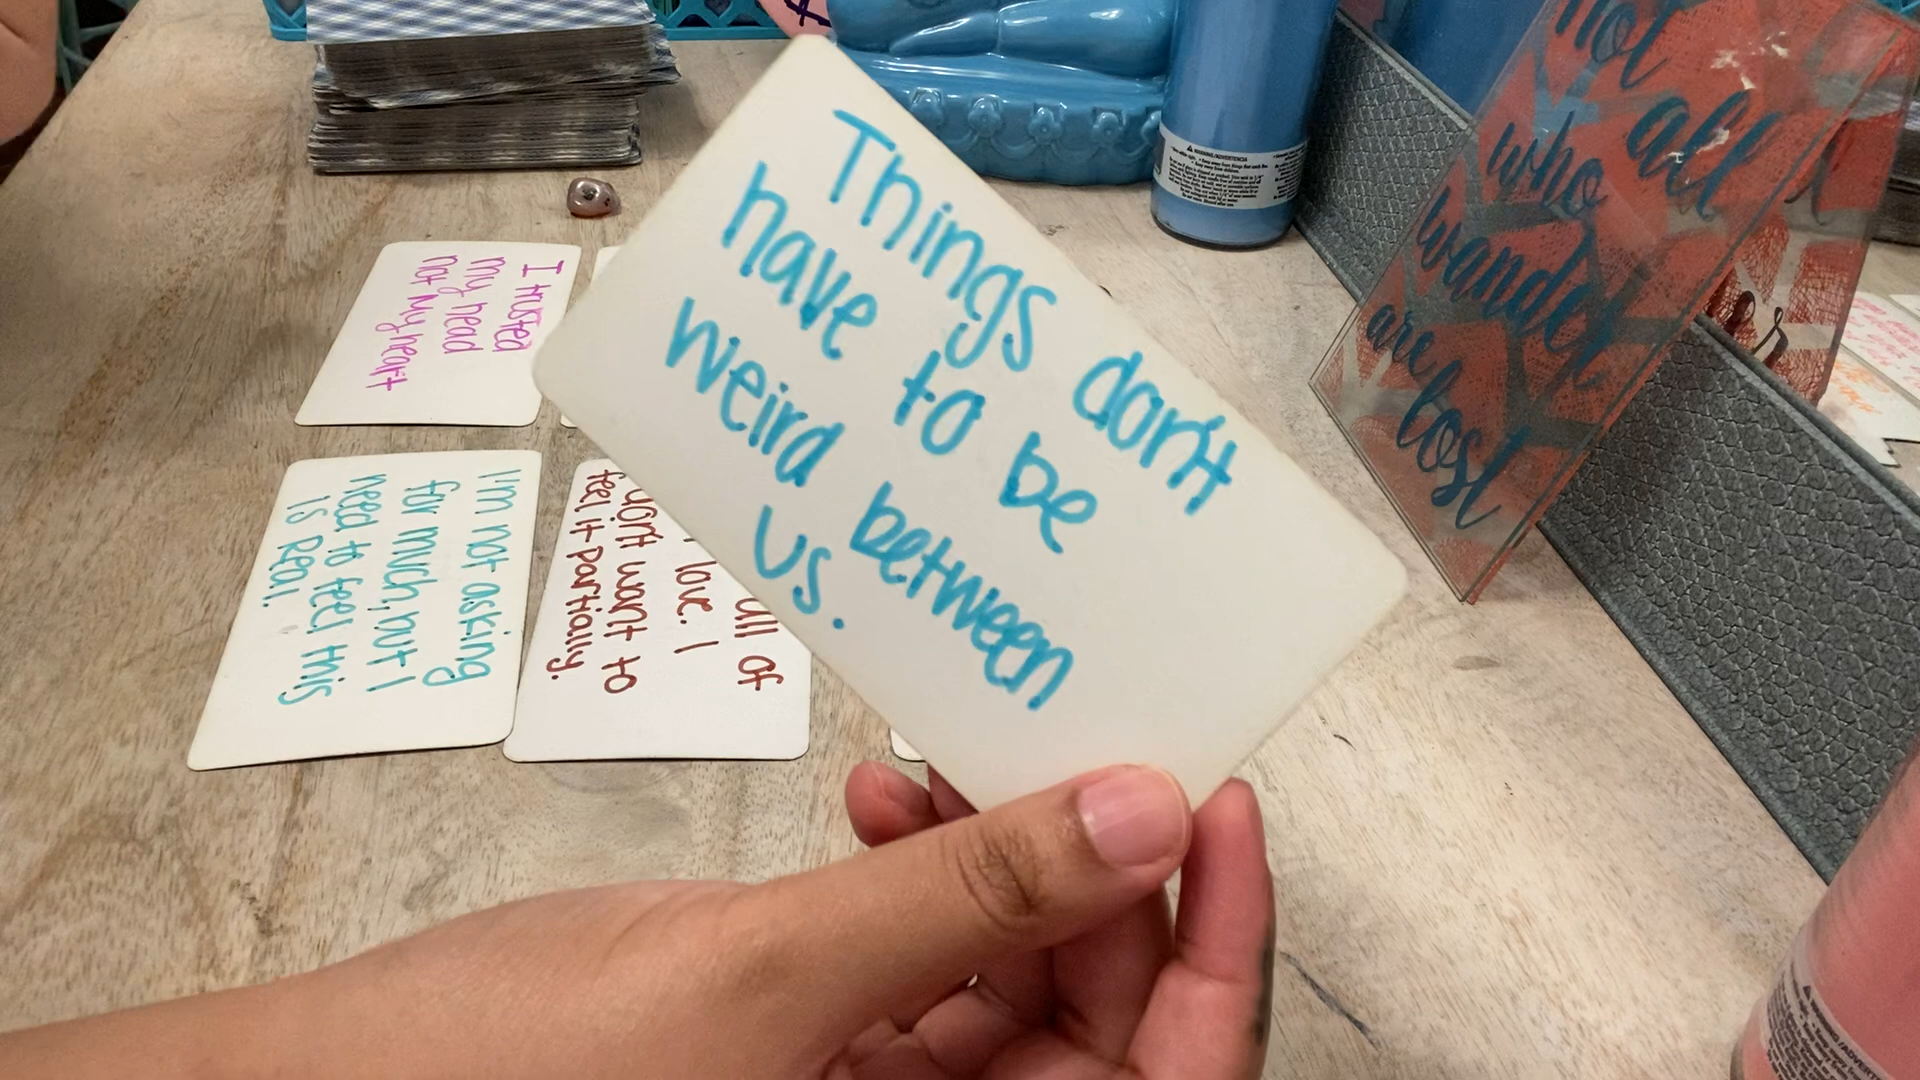 Things don't
have to be
weird between
us.
I trusted
my head
not my heart
I'm not asking
for much, but I
need to feel this
is real.
all of
love. I
don't want to
feel it partially.
not all
who
wander
are lost
WARNING/ADVERTENCIA